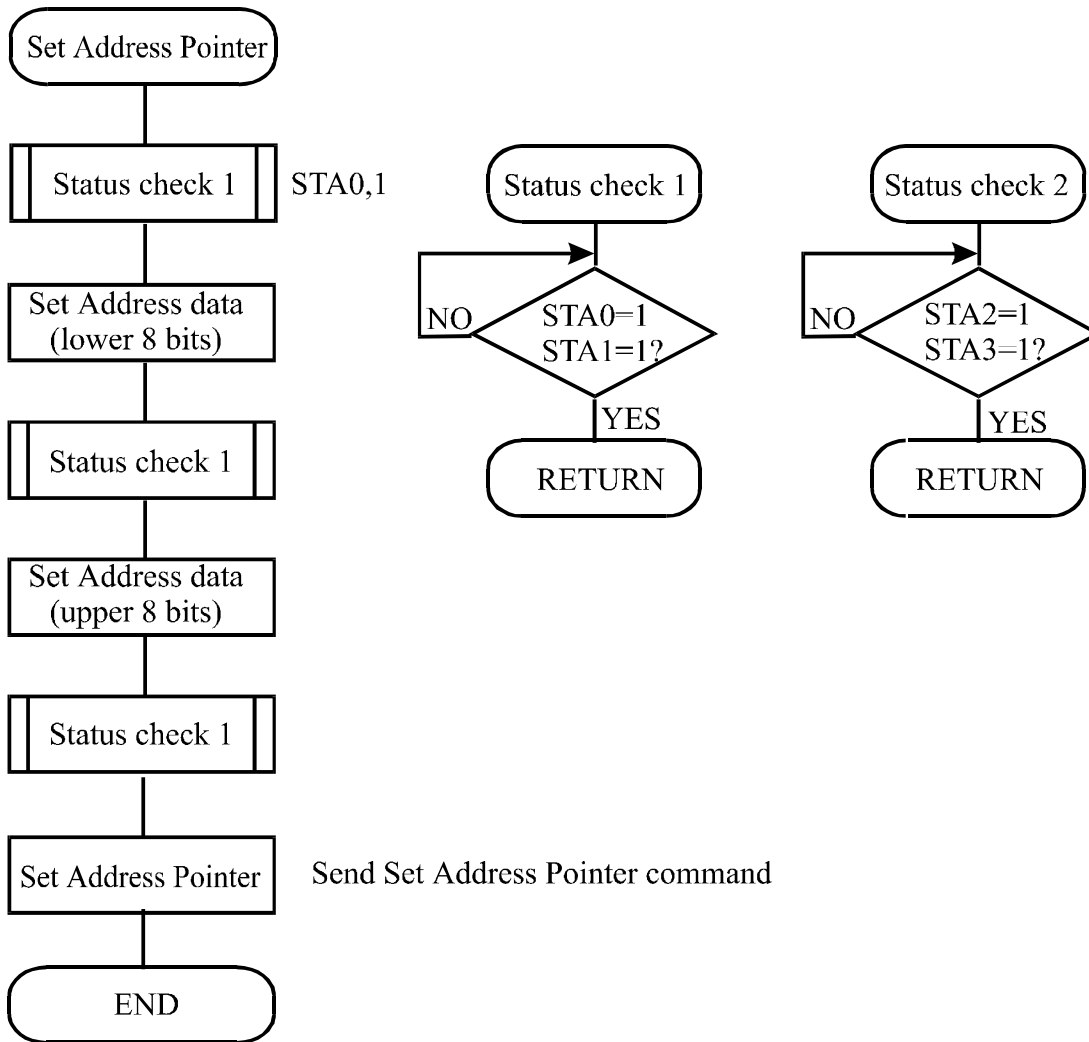 Set Address Pointer
Status check 1
STA0,1
Set Address data
(lower 8 bits)
Status check 1
Set Address data
(upper 8 bits)
Status check 1
Set Address Pointer
Send Set Address Pointer command
END
Status check 1
NO
STA0=1
STA1=1?
YES
RETURN
Status check 2
NO
STA2=1
STA3=1?
YES
RETURN